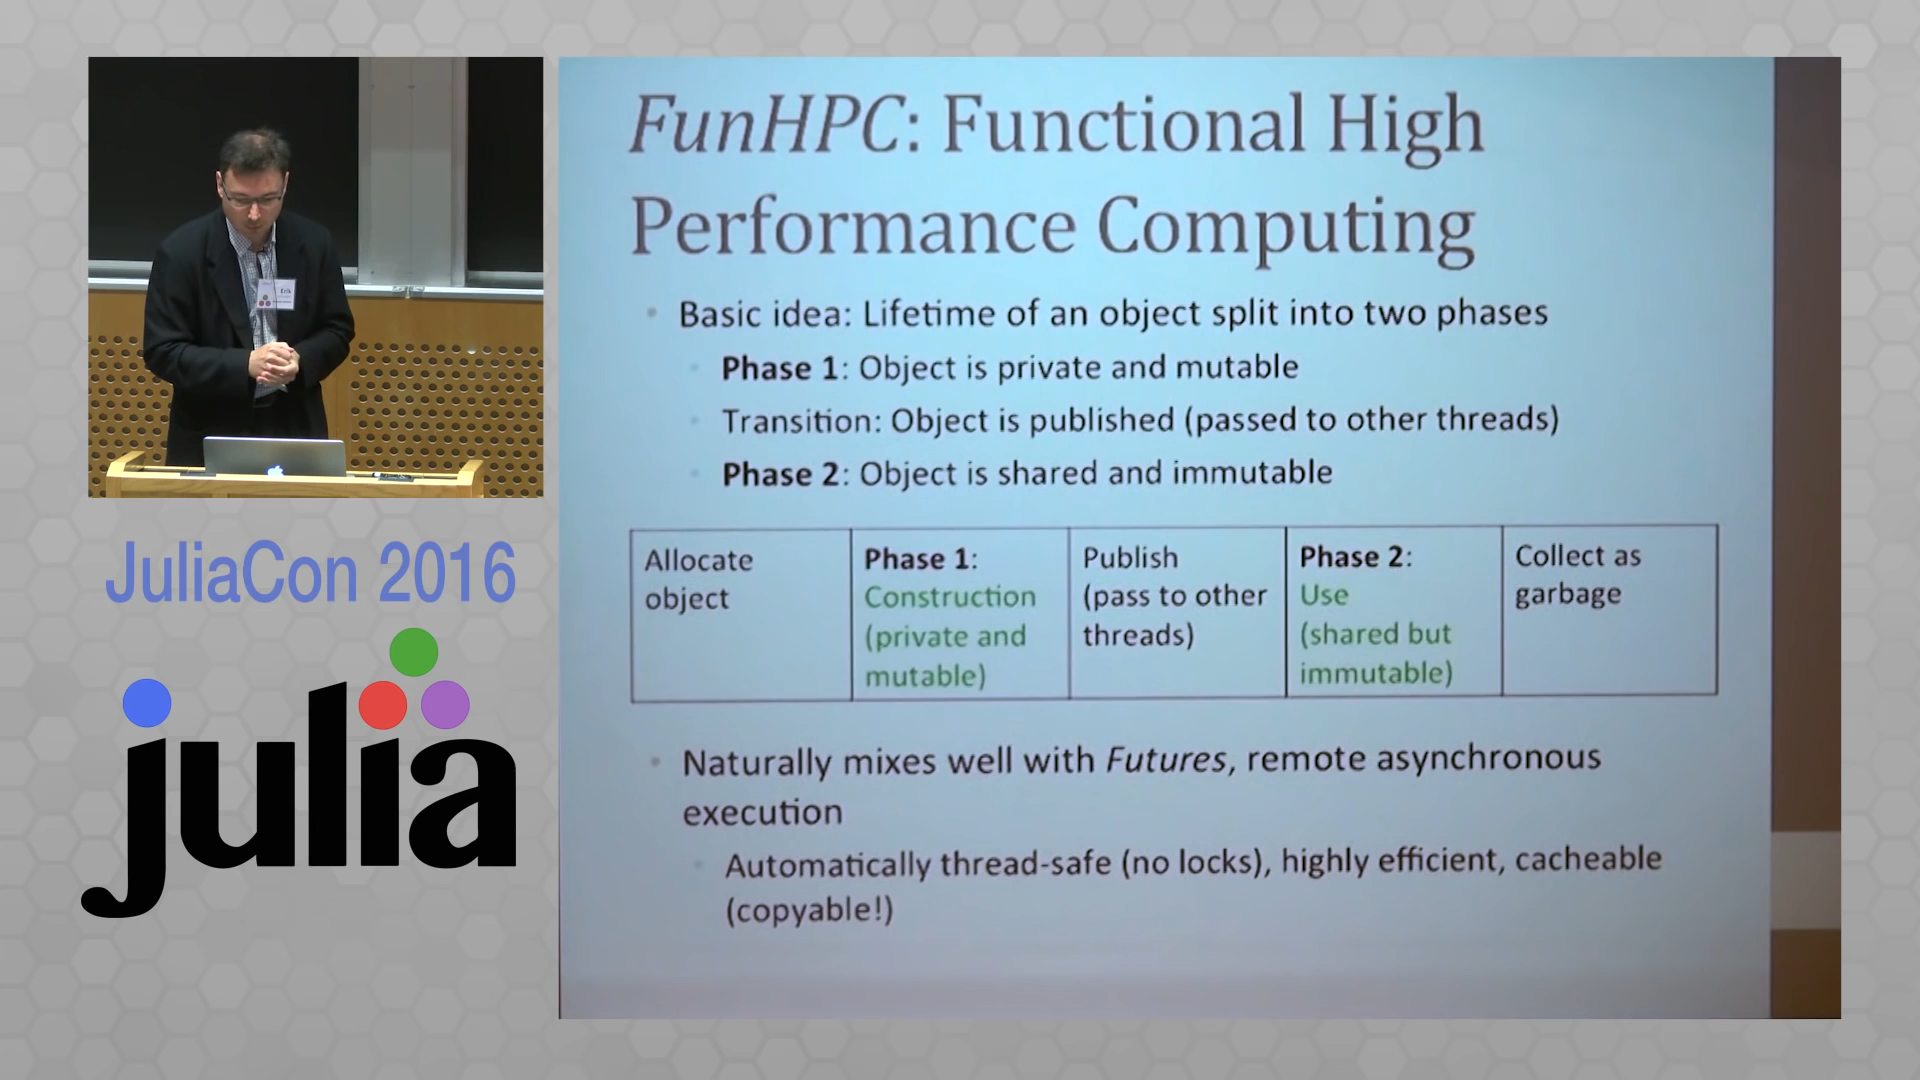 FunHPC: Functional High
Performance Computing
Basic idea: Lifetime of an object split into two phases
Phase 1: Object is private and mutable
Transition: Object is published (passed to other threads)
Phase 2: Object is shared and immutable
Allocate
object
Phase 1:
Construction
(private and
mutable)
Publish
(pass to other
threads)
Phase 2:
Use
(shared but
immutable)
Collect as
garbage
Naturally mixes well with Futures, remote asynchronous
execution
Automatically thread-safe (no locks), highly efficient, cacheable
(copyable!)
Erik
JuliaCon 2016
julia